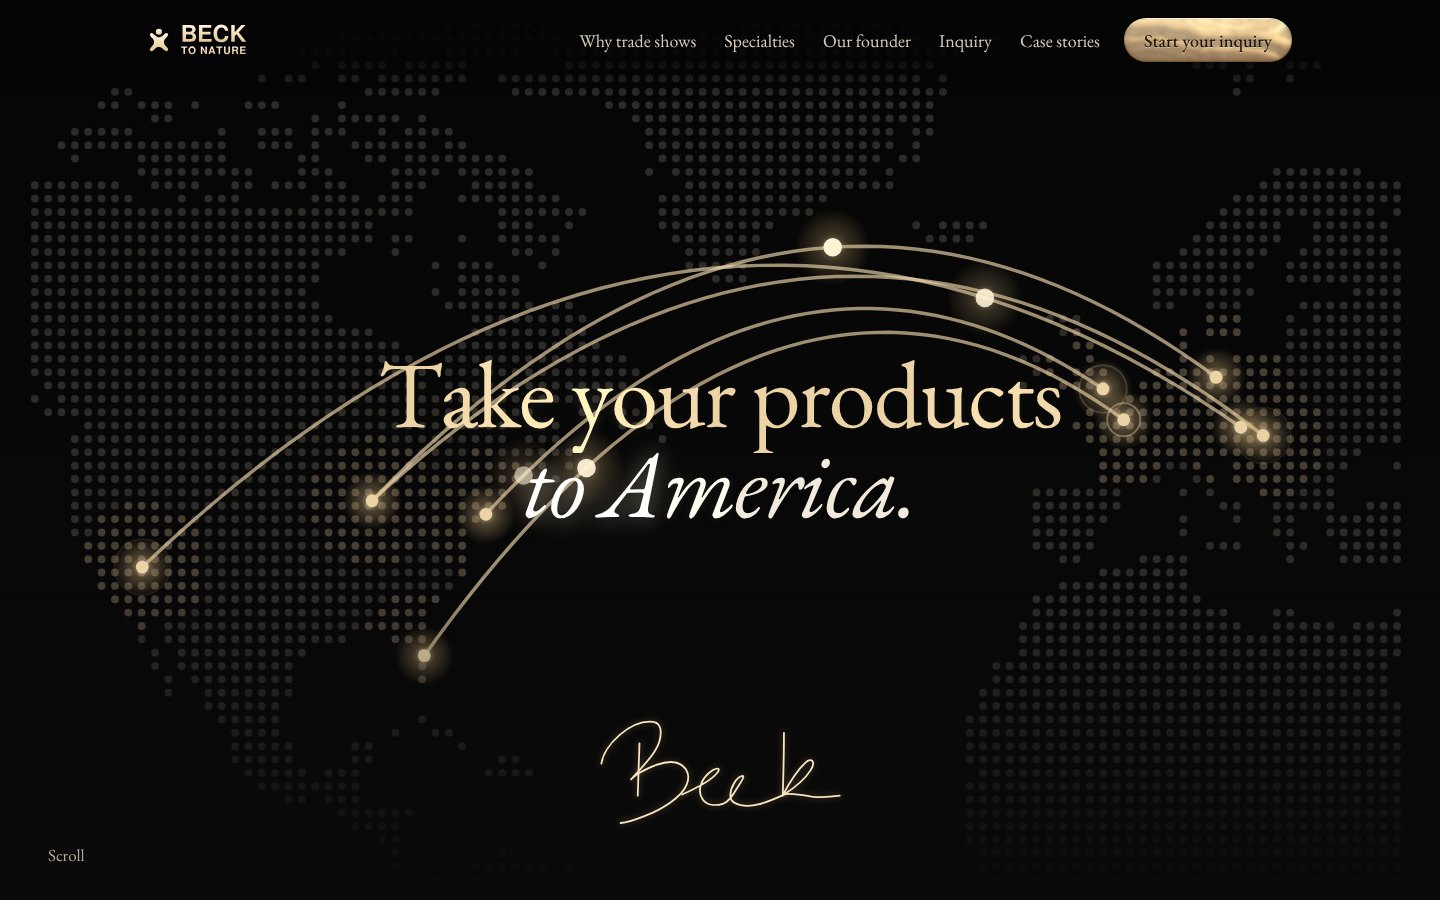 BECK
TO NATURE
Why trade shows
Specialties
Our founder
Inquiry
Case stories
Start your inquiry
Take your products
to America.
Beck
Scroll